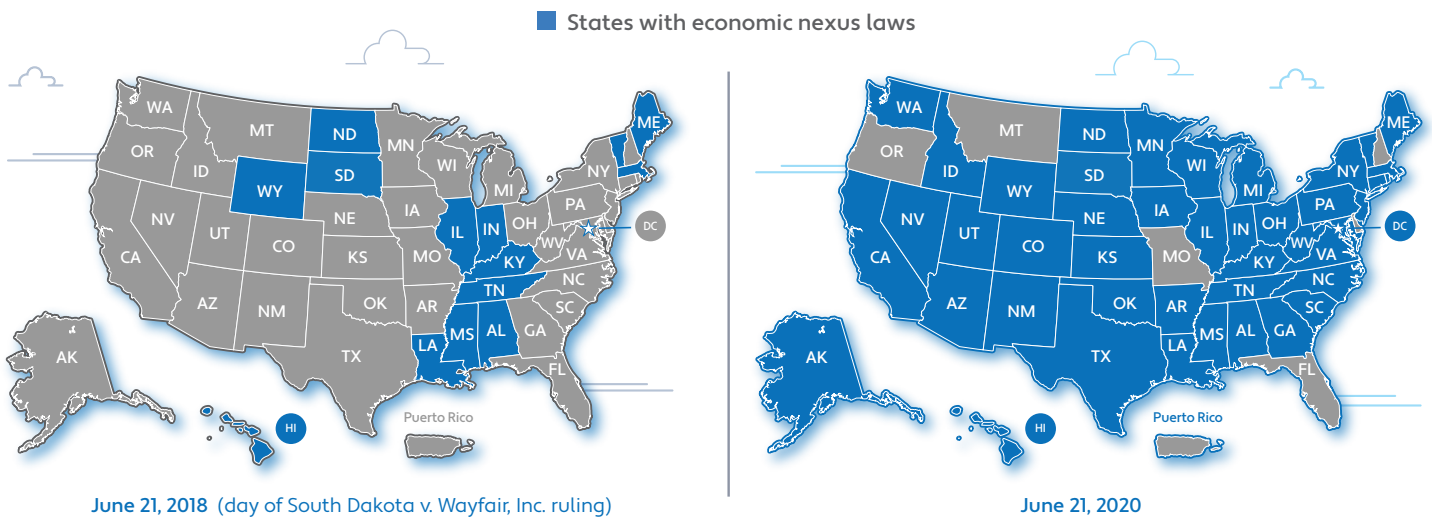 States with economic nexus laws
WA
MT
ND
MN
ME
OR
ID
WY
SD
WI
MI
NY
NV
UT
CO
NE
IA
IL
IN
OH
PA
DC
CA
KS
MO
KY
WV
VA
AZ
NM
OK
AR
TN
NC
SC
TX
LA
MS
AL
GA
FL
AK
HI
Puerto Rico
June 21, 2018 (day of South Dakota v. Wayfair, Inc. ruling)
WA
MT
ND
MN
ME
OR
ID
WY
SD
WI
MI
NY
NV
UT
CO
NE
IA
IL
IN
OH
PA
DC
CA
KS
MO
KY
WV
VA
AZ
NM
OK
AR
TN
NC
SC
TX
LA
MS
AL
GA
FL
AK
HI
Puerto Rico
June 21, 2020